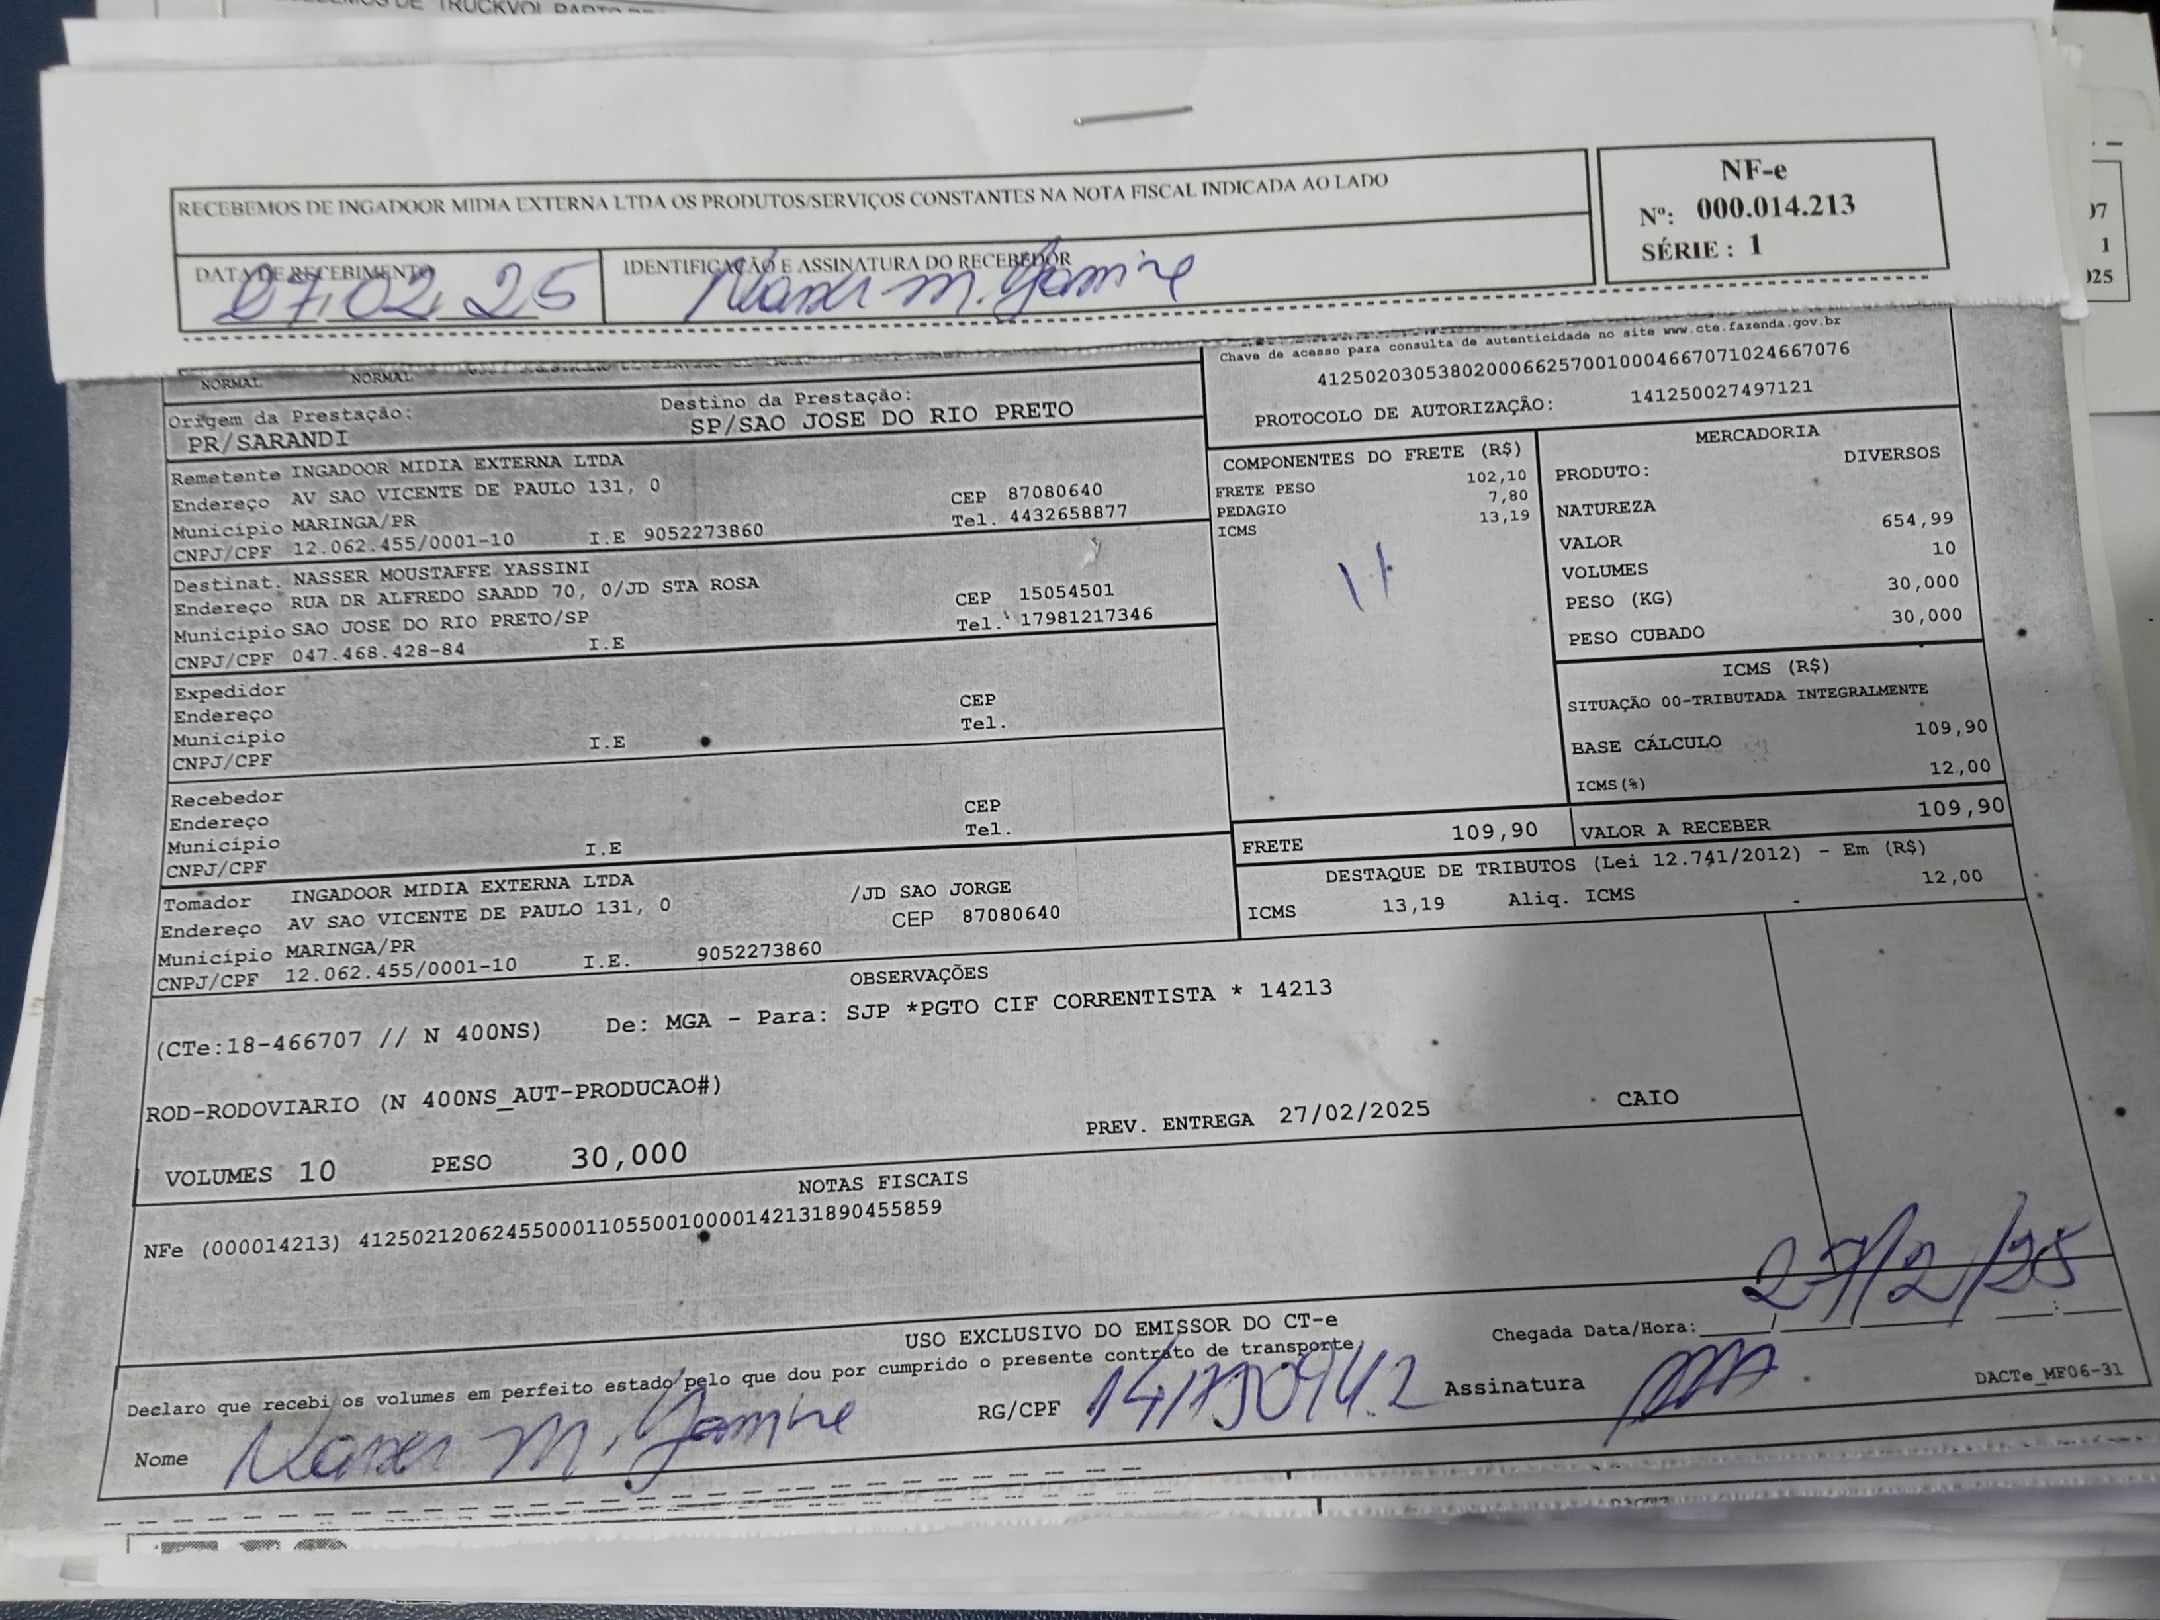 RECEBEMOS DE INGADOOR MIDIA EXTERNA LTDA OS PRODUTOS/SERVIÇOS CONSTANTES NA NOTA FISCAL INDICADA AO LADO
NF-e
Nº: 000.014.213
SÉRIE : 1
DATA DE RECEBIMENTO
IDENTIFICAÇÃO E ASSINATURA DO RECEBEDOR
07.02.25
NORMAL NORMAL
Chave de acesso para consulta de autenticidade no site www.cte.fazenda.gov.br
41250203053802000662570010004667071024667076
PROTOCOLO DE AUTORIZAÇÃO: 141250027497121
Origem da Prestação: Destino da Prestação:
PR/SARANDI SP/SAO JOSE DO RIO PRETO
Remetente INGADOOR MIDIA EXTERNA LTDA
Endereço AV SAO VICENTE DE PAULO 131, 0 CEP 87080640
Município MARINGA/PR Tel. 4432658877
CNPJ/CPF 12.062.455/0001-10 I.E 9052273860
Destinat. NASSER MOUSTAFFE YASSINI
Endereço RUA DR ALFREDO SAADD 70, 0/JD STA ROSA CEP 15054501
Município SAO JOSE DO RIO PRETO/SP Tel. 17981217346
CNPJ/CPF 047.468.428-84 I.E
Expedidor
Endereço CEP
Município Tel.
CNPJ/CPF I.E
Recebedor
Endereço CEP
Município Tel.
CNPJ/CPF I.E
Tomador INGADOOR MIDIA EXTERNA LTDA /JD SAO JORGE
Endereço AV SAO VICENTE DE PAULO 131, 0 CEP 87080640
Município MARINGA/PR
CNPJ/CPF 12.062.455/0001-10 I.E. 9052273860
COMPONENTES DO FRETE (R$)
FRETE PESO 102,10
PEDAGIO 7,80
ICMS 13,19
MERCADORIA
PRODUTO: DIVERSOS
NATUREZA
VALOR 654,99
VOLUMES 10
PESO (KG) 30,000
PESO CUBADO 30,000
ICMS (R$)
SITUAÇÃO 00-TRIBUTADA INTEGRALMENTE
BASE CÁLCULO 109,90
ICMS(%) 12,00
FRETE 109,90 VALOR A RECEBER 109,90
DESTAQUE DE TRIBUTOS (Lei 12.741/2012) - Em (R$)
ICMS 13,19 Aliq. ICMS 12,00
OBSERVAÇÕES
(CTe:18-466707 // N 400NS) De: MGA - Para: SJP *PGTO CIF CORRENTISTA * 14213
ROD-RODOVIARIO (N 400NS_AUT-PRODUCAO#)
VOLUMES 10 PESO 30,000 PREV. ENTREGA 27/02/2025 CAIO
NOTAS FISCAIS
NFe (000014213) 41250212062455000110550010000142131890455859
27/2/25
USO EXCLUSIVO DO EMISSOR DO CT-e
Chegada Data/Hora:
Declaro que recebi os volumes em perfeito estado pelo que dou por cumprido o presente contrato de transporte
Nome RG/CPF Assinatura
DACTe_MF06-31